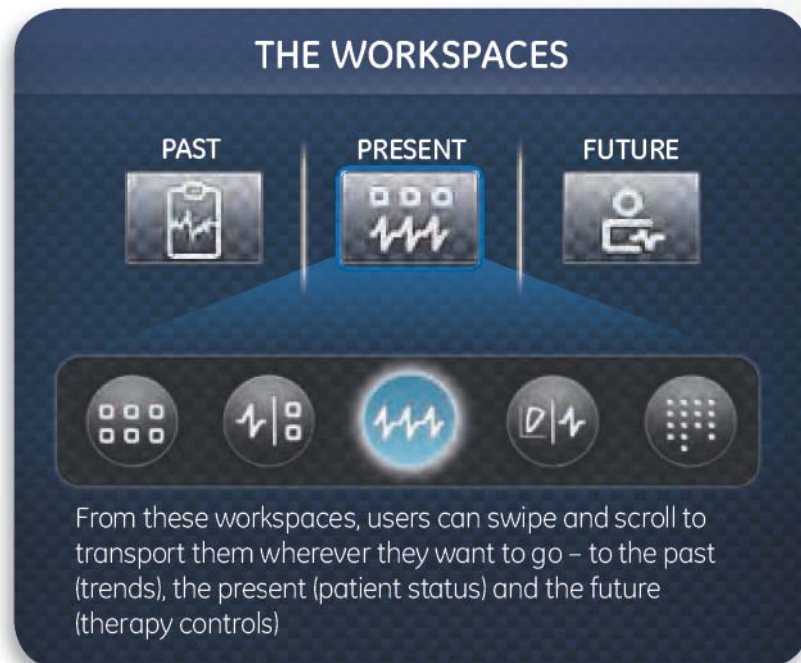 THE WORKSPACES
PAST PRESENT FUTURE
From these workspaces, users can swipe and scroll to
transport them wherever they want to go – to the past
(trends), the present (patient status) and the future
(therapy controls)